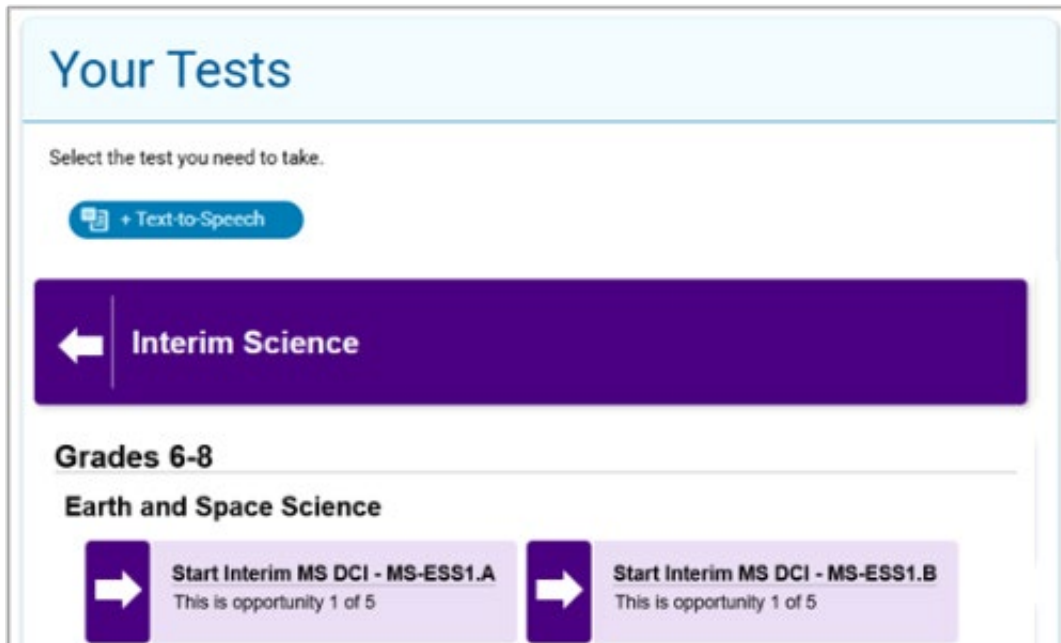 Your Tests
Select the test you need to take.
+ Text-to-Speech
Interim Science
Grades 6-8
Earth and Space Science
Start Interim MS DCI - MS-ESS1.A
This is opportunity 1 of 5
Start Interim MS DCI - MS-ESS1.B
This is opportunity 1 of 5